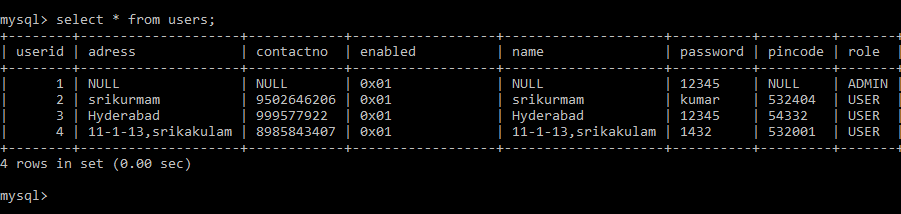 mysql> select * from users;
+--------+--------------------+------------+------------------+--------------------+----------+---------+-------+
| userid | adress             | contactno  | enabled          | name               | password | pincode | role  |
+--------+--------------------+------------+------------------+--------------------+----------+---------+-------+
|      1 | NULL               | NULL       | 0x01             | NULL               | 12345    | NULL    | ADMIN |
|      2 | srikurmam          | 9502646206 | 0x01             | srikurmam          | kumar    | 532404  | USER  |
|      3 | Hyderabad          | 999577922  | 0x01             | Hyderabad          | 12345    | 54332   | USER  |
|      4 | 11-1-13,srikakulam | 8985843407 | 0x01             | 11-1-13,srikakulam | 1432     | 532001  | USER  |
+--------+--------------------+------------+------------------+--------------------+----------+---------+-------+
4 rows in set (0.00 sec)
mysql>